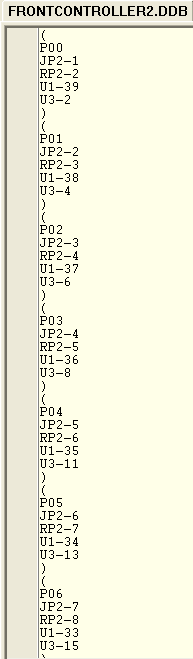 FRONTCONTROLLER2.DDB
(
P00
JP2-1
RP2-2
U1-39
U3-2
)
(
P01
JP2-2
RP2-3
U1-38
U3-4
)
(
P02
JP2-3
RP2-4
U1-37
U3-6
)
(
P03
JP2-4
RP2-5
U1-36
U3-8
)
(
P04
JP2-5
RP2-6
U1-35
U3-11
)
(
P05
JP2-6
RP2-7
U1-34
U3-13
)
(
P06
JP2-7
RP2-8
U1-33
U3-15
)